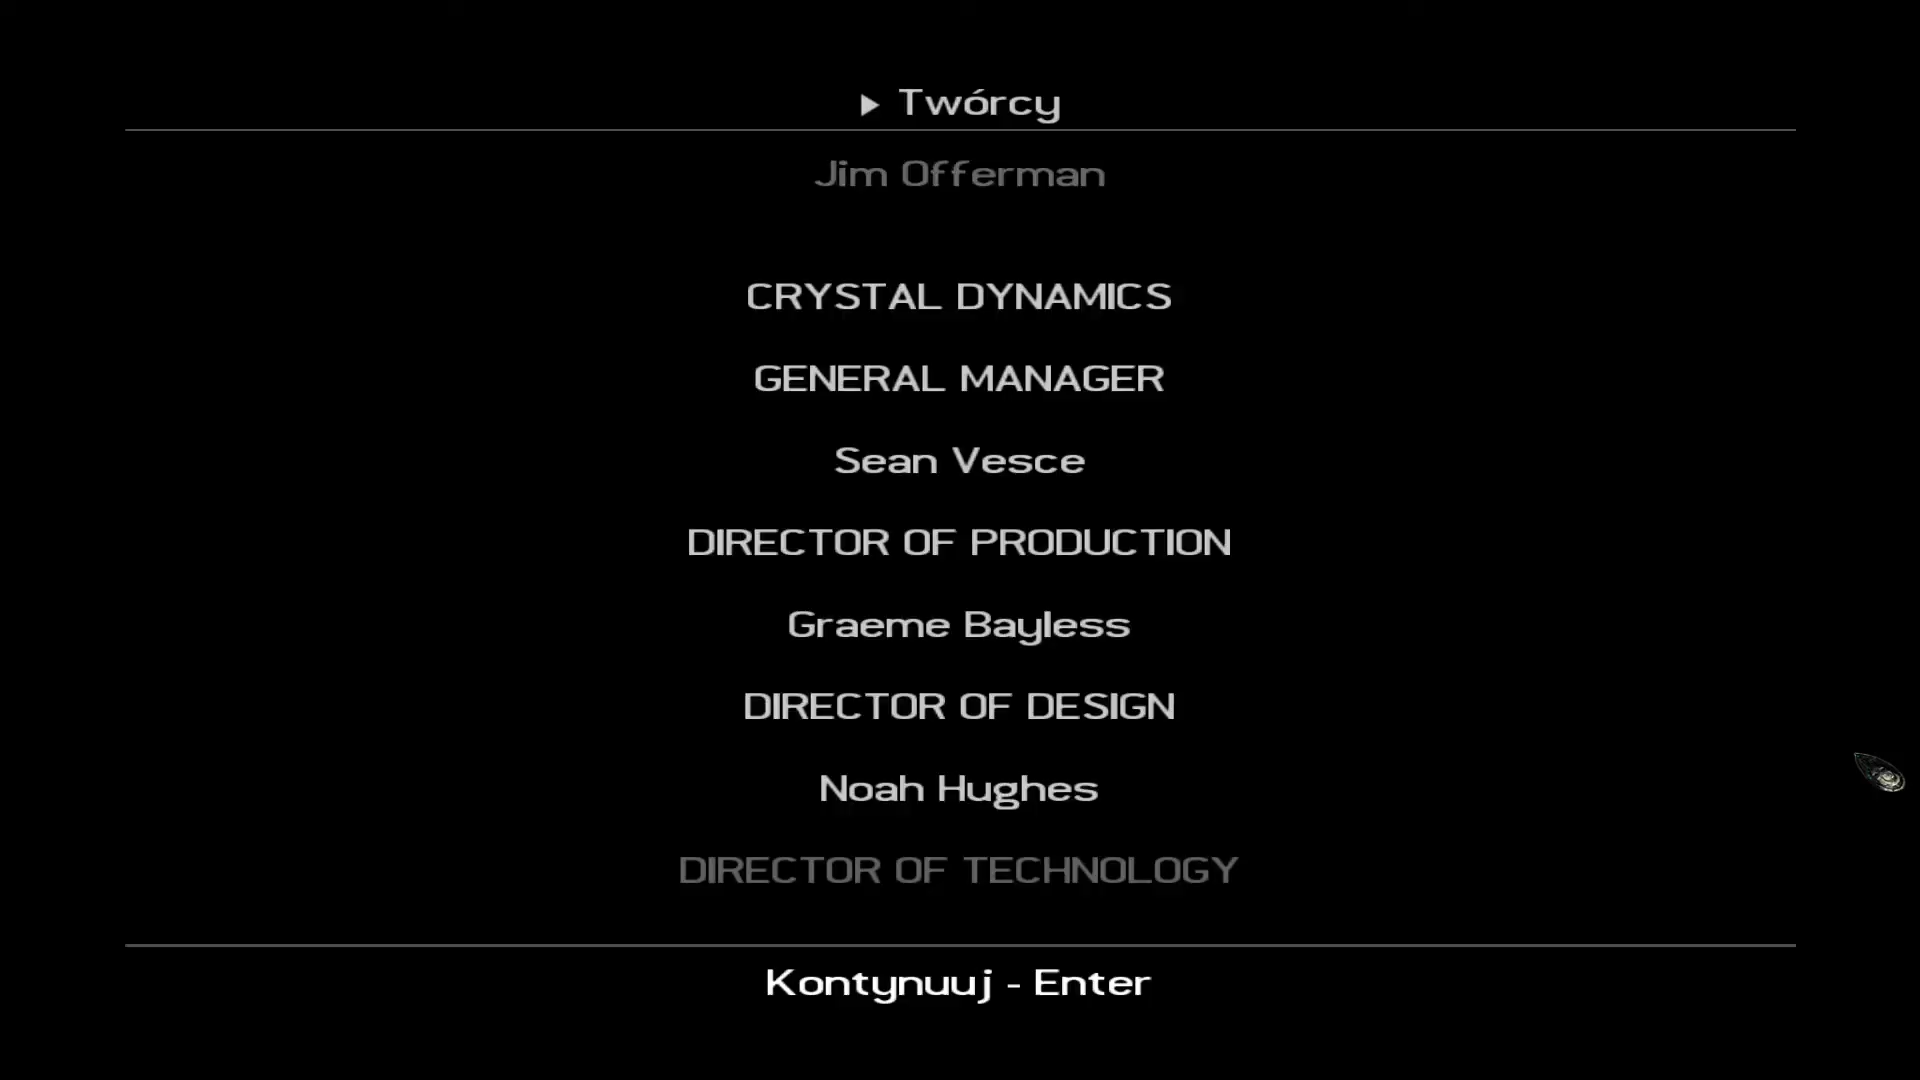 Twórcy
Jim Offerman
CRYSTAL DYNAMICS
GENERAL MANAGER
Sean Vesce
DIRECTOR OF PRODUCTION
Graeme Bayless
DIRECTOR OF DESIGN
Noah Hughes
DIRECTOR OF TECHNOLOGY
Kontynuuj - Enter